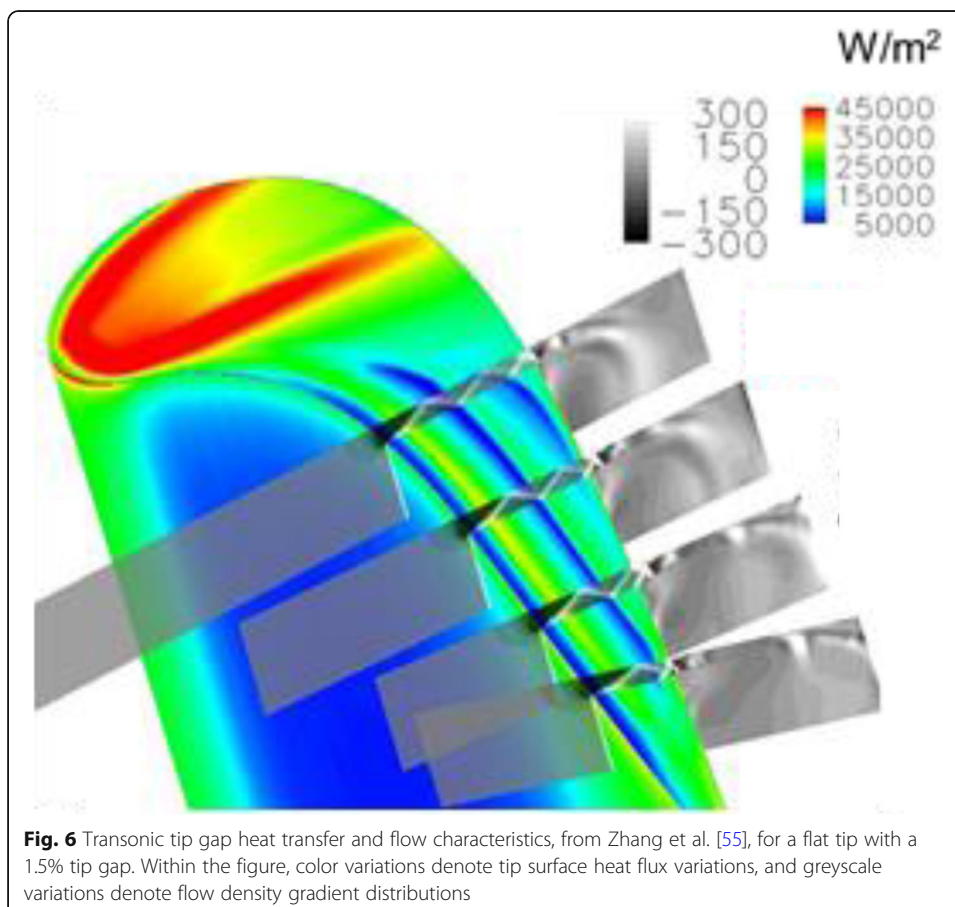 W/m²
300
150
0
−150
−300
45000
35000
25000
15000
5000
Fig. 6 Transonic tip gap heat transfer and flow characteristics, from Zhang et al. [55], for a flat tip with a
1.5% tip gap. Within the figure, color variations denote tip surface heat flux variations, and greyscale
variations denote flow density gradient distributions